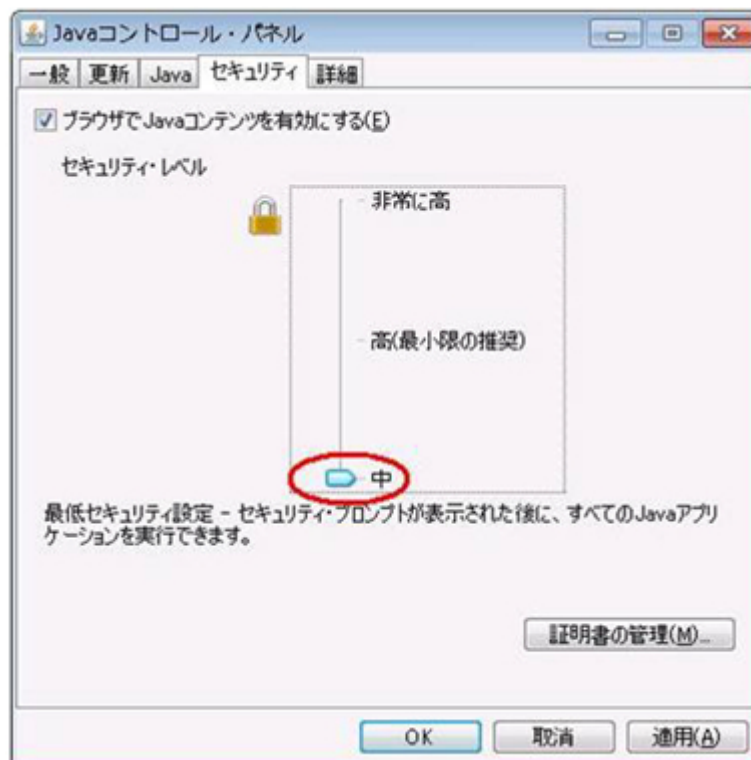 Javaコントロール・パネル
一般 更新 Java セキュリティ 詳細
ブラウザでJavaコンテンツを有効にする(E)
セキュリティ・レベル
非常に高
高(最小限の推奨)
中
最低セキュリティ設定 - セキュリティ・プロンプトが表示された後に、すべてのJavaアプリ
ケーションを実行できます。
証明書の管理(M)...
OK 取消 適用(A)